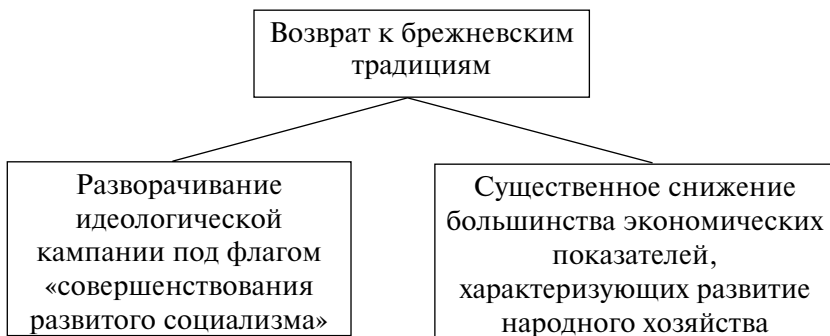 Возврат к брежневским
традициям
Разворачивание
идеологической
кампании под флагом
«совершенствования
развитого социализма»
Существенное снижение
большинства экономических
показателей,
характеризующих развитие
народного хозяйства